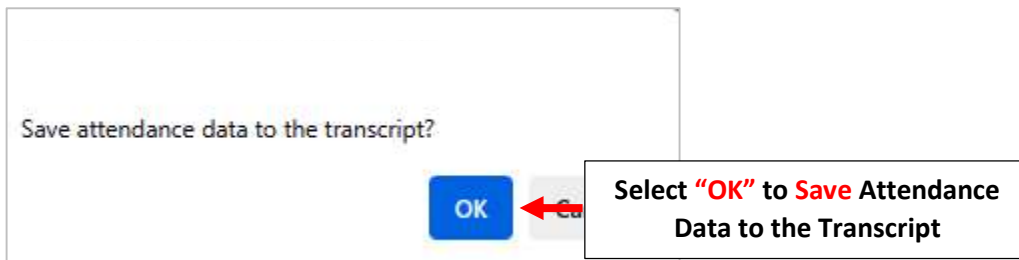 Save attendance data to the transcript?
OK
Select “OK” to Save Attendance
Data to the Transcript